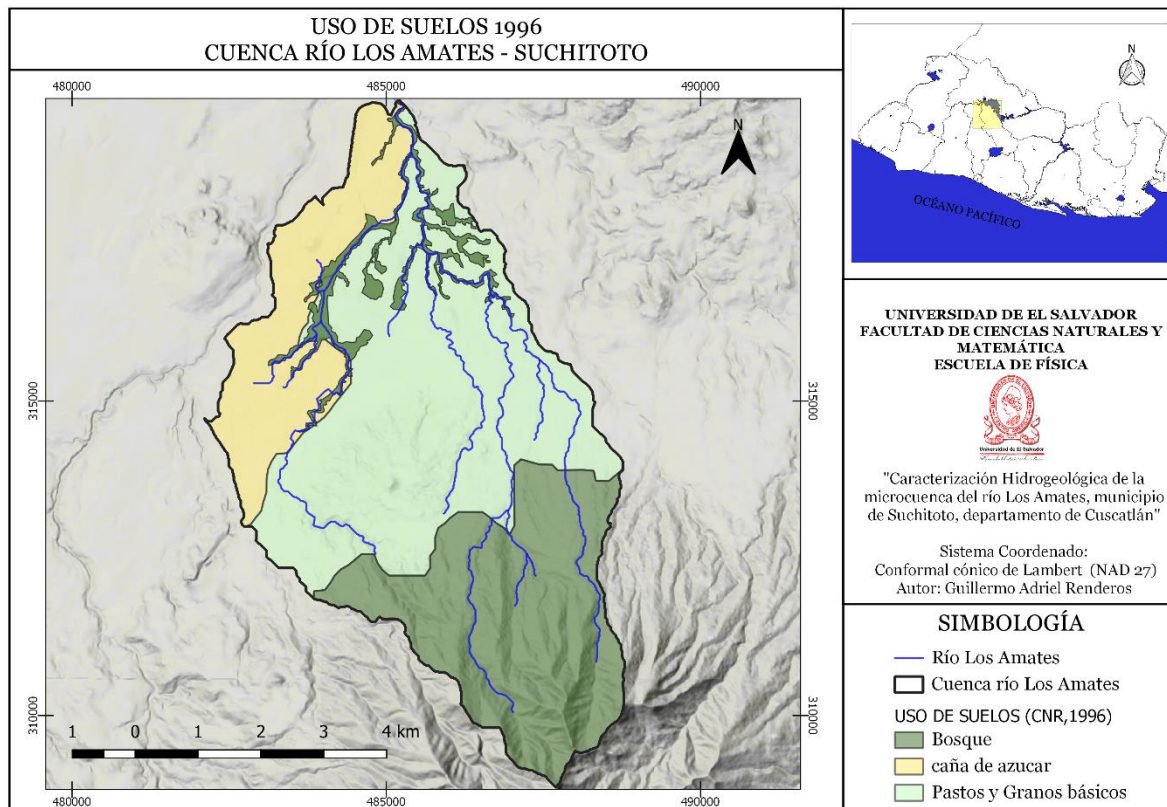 USO DE SUELOS 1996
CUENCA RÍO LOS AMATES - SUCHITOTO
480000
485000
490000
N
315000
315000
310000
310000
1 0 1 2 3 4 km
480000
485000
490000
N
OCÉANO PACÍFICO
UNIVERSIDAD DE EL SALVADOR
FACULTAD DE CIENCIAS NATURALES Y
MATEMÁTICA
ESCUELA DE FÍSICA
Universidad de El Salvador
"Caracterización Hidrogeológica de la
microcuenca del río Los Amates, municipio
de Suchitoto, departamento de Cuscatlán"
Sistema Coordenado:
Conformal cónico de Lambert (NAD 27)
Autor: Guillermo Adriel Renderos
SIMBOLOGÍA
Río Los Amates
Cuenca río Los Amates
USO DE SUELOS (CNR,1996)
Bosque
caña de azucar
Pastos y Granos básicos